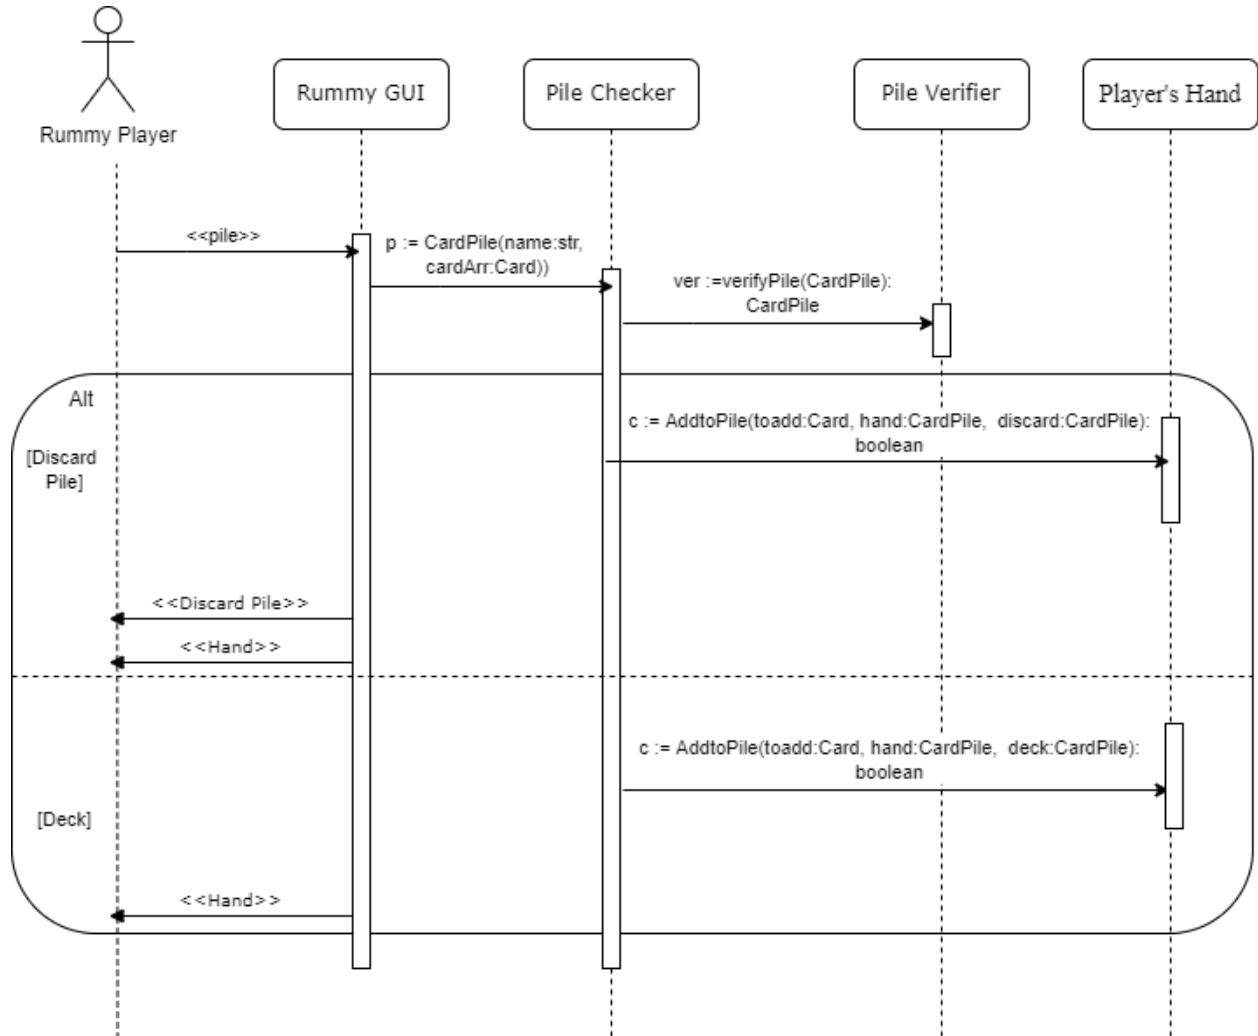 Rummy Player
Rummy GUI
Pile Checker
Pile Verifier
Player's Hand
<<pile>>
p := CardPile(name:str,
cardArr:Card))
ver :=verifyPile(CardPile):
CardPile
Alt
[Discard
Pile]
c := AddtoPile(toadd:Card, hand:CardPile, discard:CardPile):
boolean
<<Discard Pile>>
<<Hand>>
c := AddtoPile(toadd:Card, hand:CardPile, deck:CardPile):
boolean
[Deck]
<<Hand>>